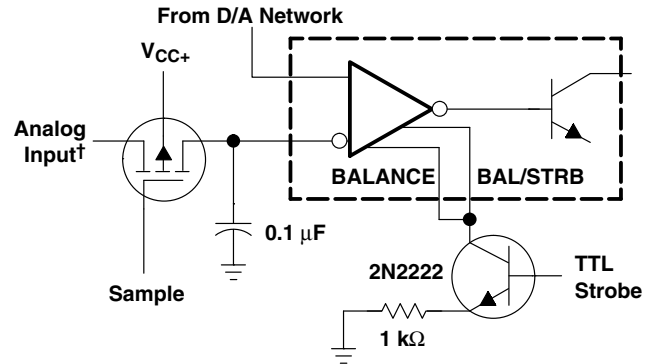 From D/A Network
VCC+
Analog
Input†
BALANCE
BAL/STRB
0.1 μF
2N2222
TTL
Strobe
Sample
1 kΩ